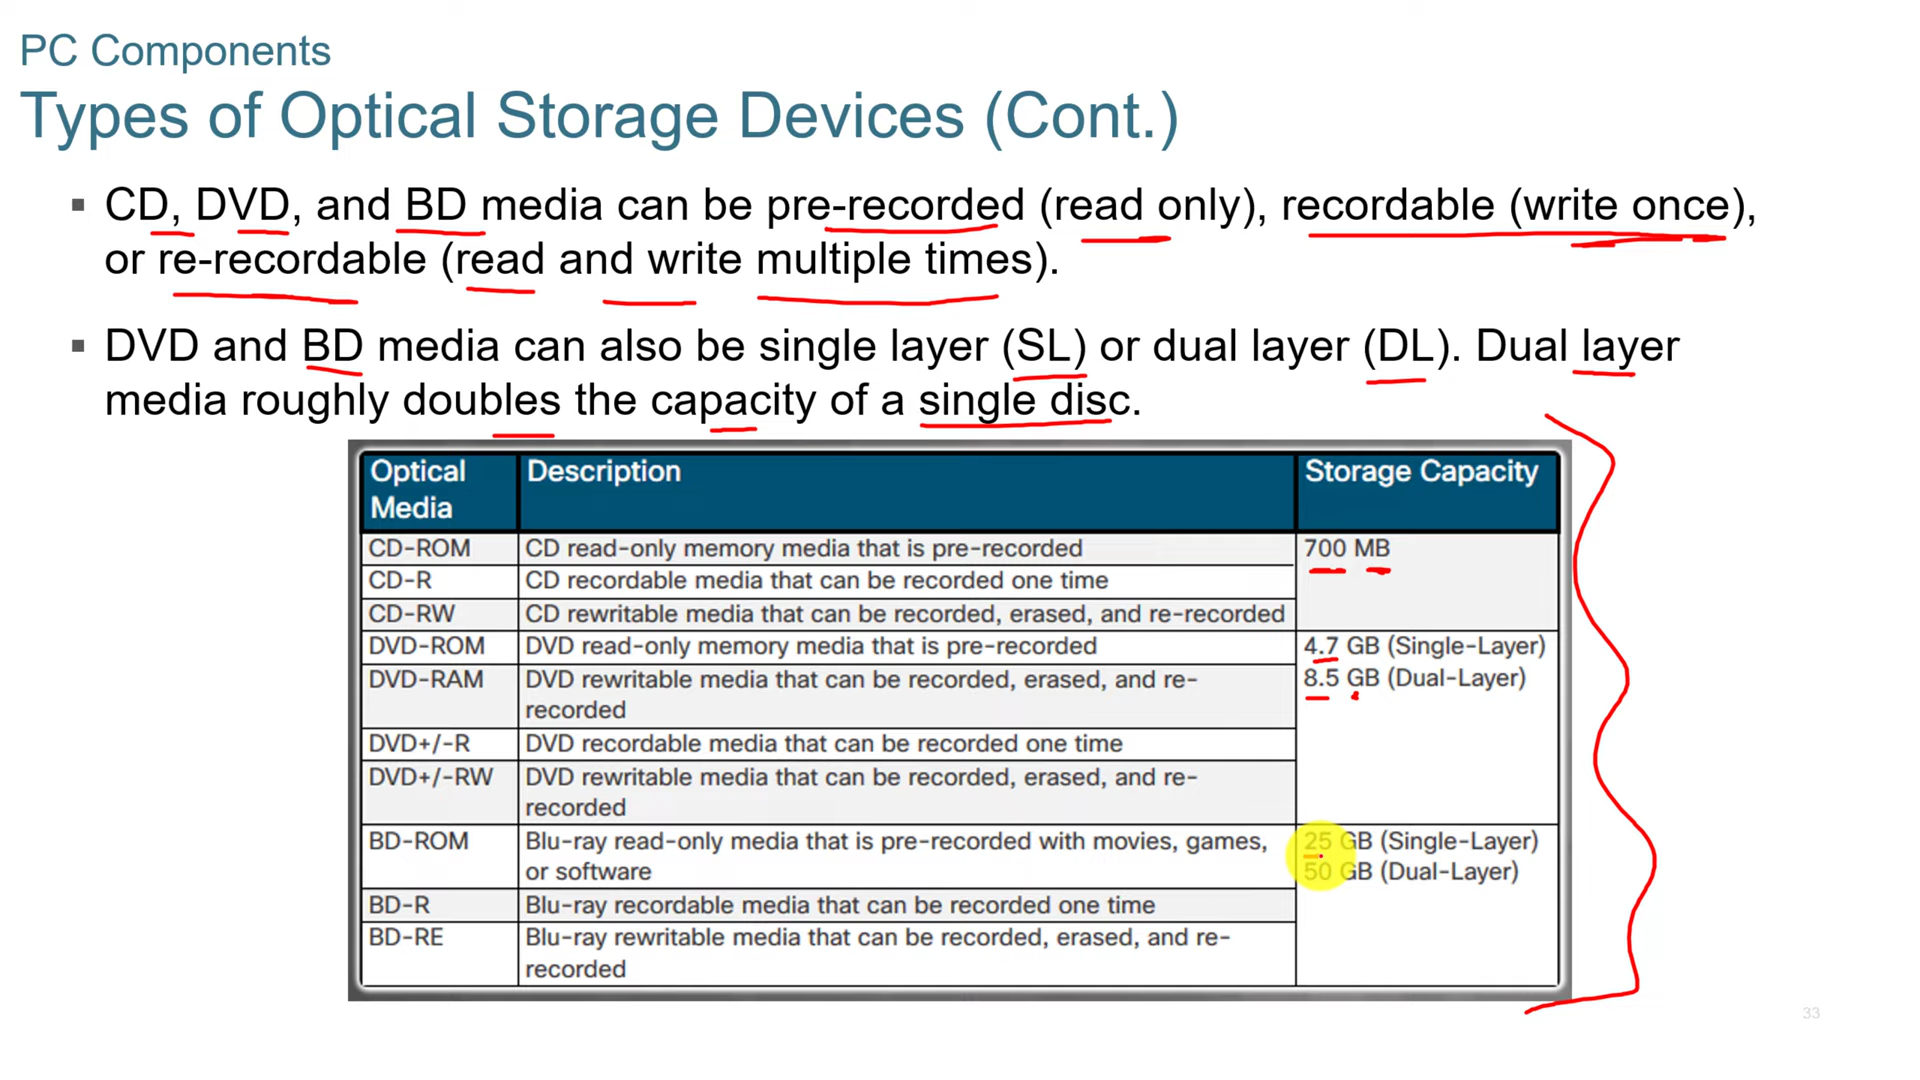 PC Components
Types of Optical Storage Devices (Cont.)
▪ CD, DVD, and BD media can be pre-recorded (read only), recordable (write once),
or re-recordable (read and write multiple times).
▪ DVD and BD media can also be single layer (SL) or dual layer (DL). Dual layer
media roughly doubles the capacity of a single disc.
Optical Media Description Storage Capacity
CD-ROM CD read-only memory media that is pre-recorded 700 MB
CD-R CD recordable media that can be recorded one time
CD-RW CD rewritable media that can be recorded, erased, and re-recorded
DVD-ROM DVD read-only memory media that is pre-recorded 4.7 GB (Single-Layer)
DVD-RAM DVD rewritable media that can be recorded, erased, and re- 8.5 GB (Dual-Layer)
recorded
DVD+/-R DVD recordable media that can be recorded one time
DVD+/-RW DVD rewritable media that can be recorded, erased, and re-
recorded
BD-ROM Blu-ray read-only media that is pre-recorded with movies, games, 25 GB (Single-Layer)
or software 50 GB (Dual-Layer)
BD-R Blu-ray recordable media that can be recorded one time
BD-RE Blu-ray rewritable media that can be recorded, erased, and re-
recorded
33